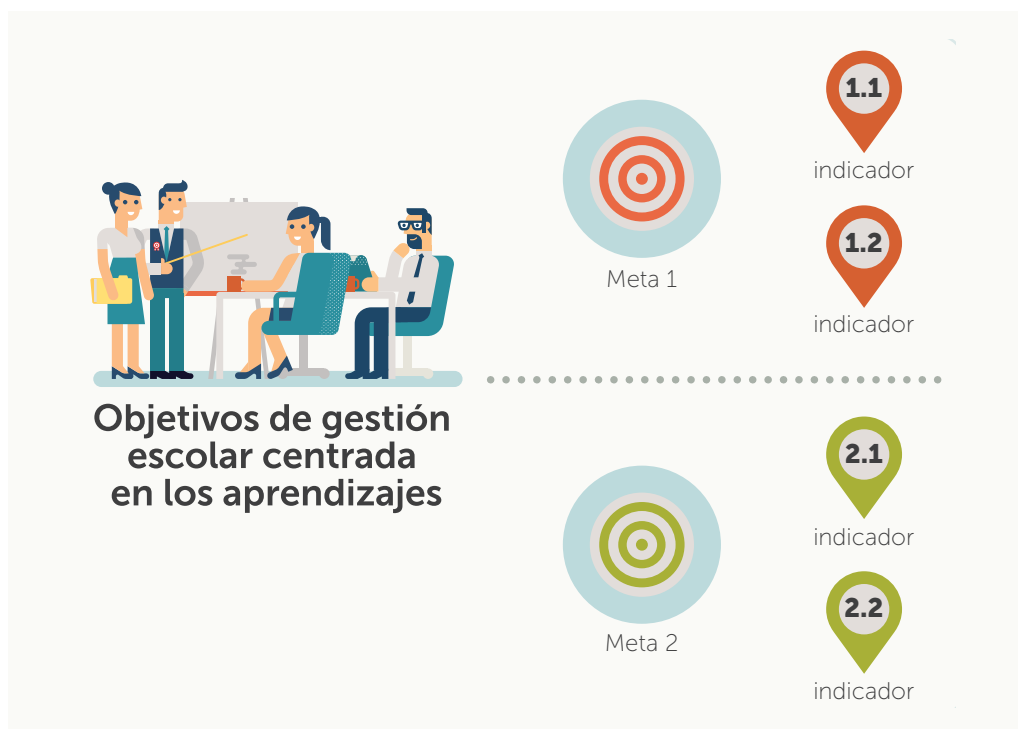 Objetivos de gestión
escolar centrada
en los aprendizajes
Meta 1
1.1
indicador
1.2
indicador
Meta 2
2.1
indicador
2.2
indicador